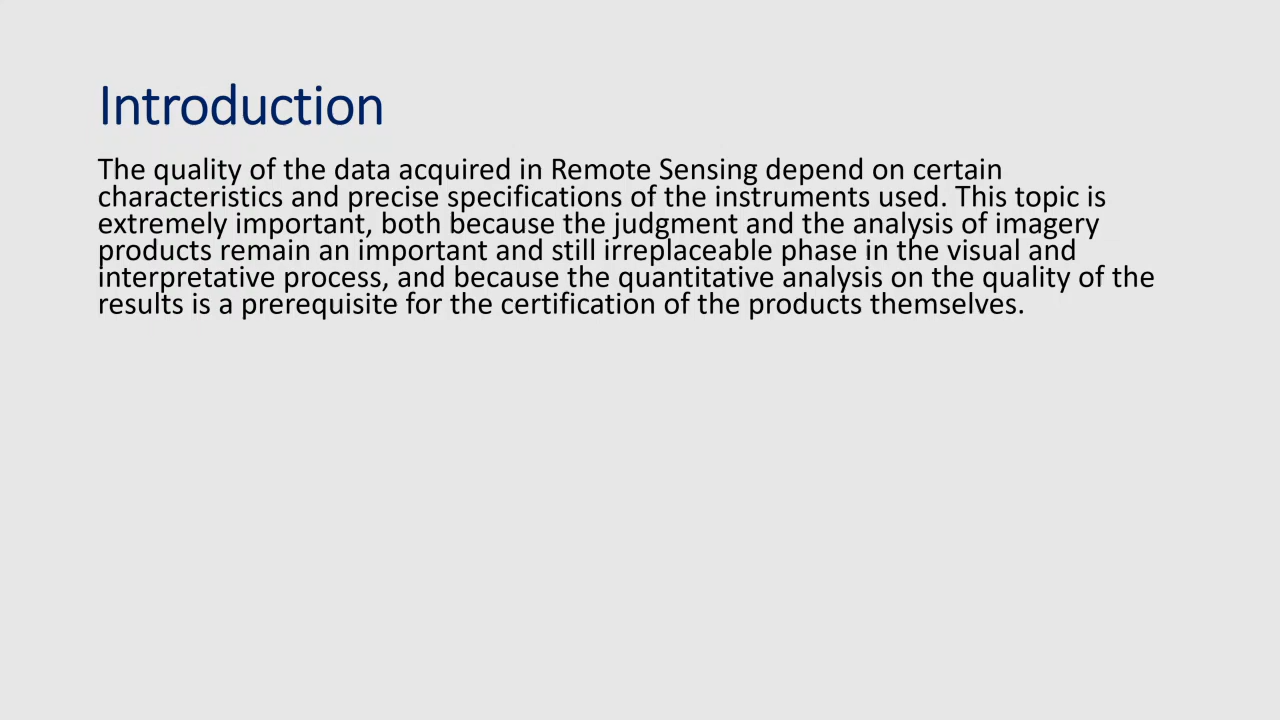 Introduction
The quality of the data acquired in Remote Sensing depend on certain
characteristics and precise specifications of the instruments used. This topic is
extremely important, both because the judgment and the analysis of imagery
products remain an important and still irreplaceable phase in the visual and
interpretative process, and because the quantitative analysis on the quality of the
results is a prerequisite for the certification of the products themselves.